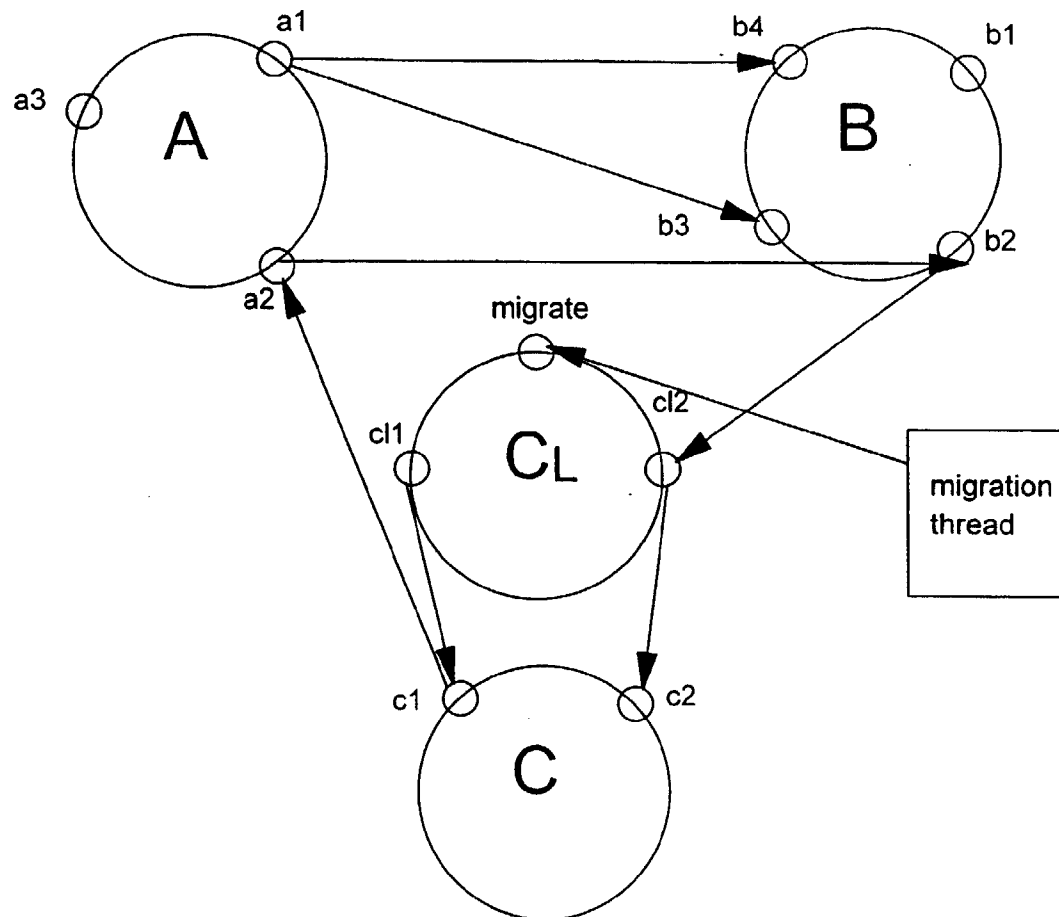 a1
b4
b1
a3
A
B
b3
b2
a2
migrate
cl2
cl1
CL
migration
thread
c1
c2
C